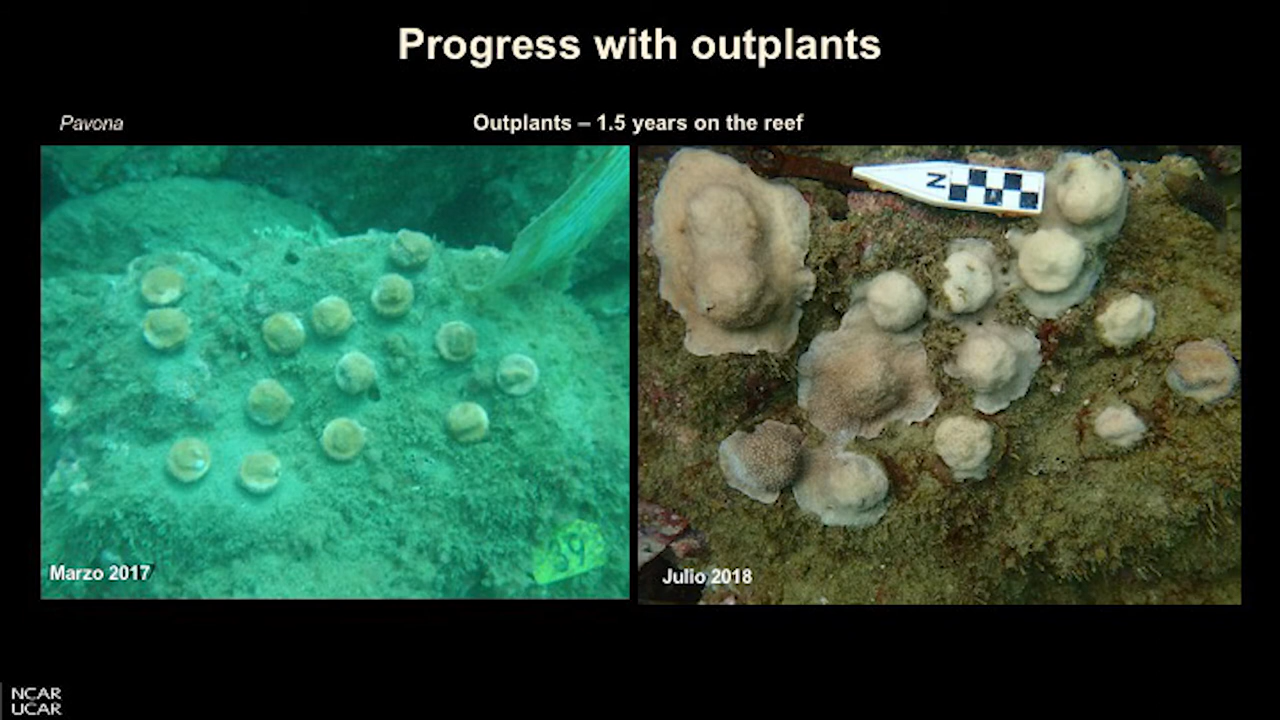 Progress with outplants
Pavona
Outplants – 1.5 years on the reef
N
39
Marzo 2017
Julio 2018
NCAR
UCAR